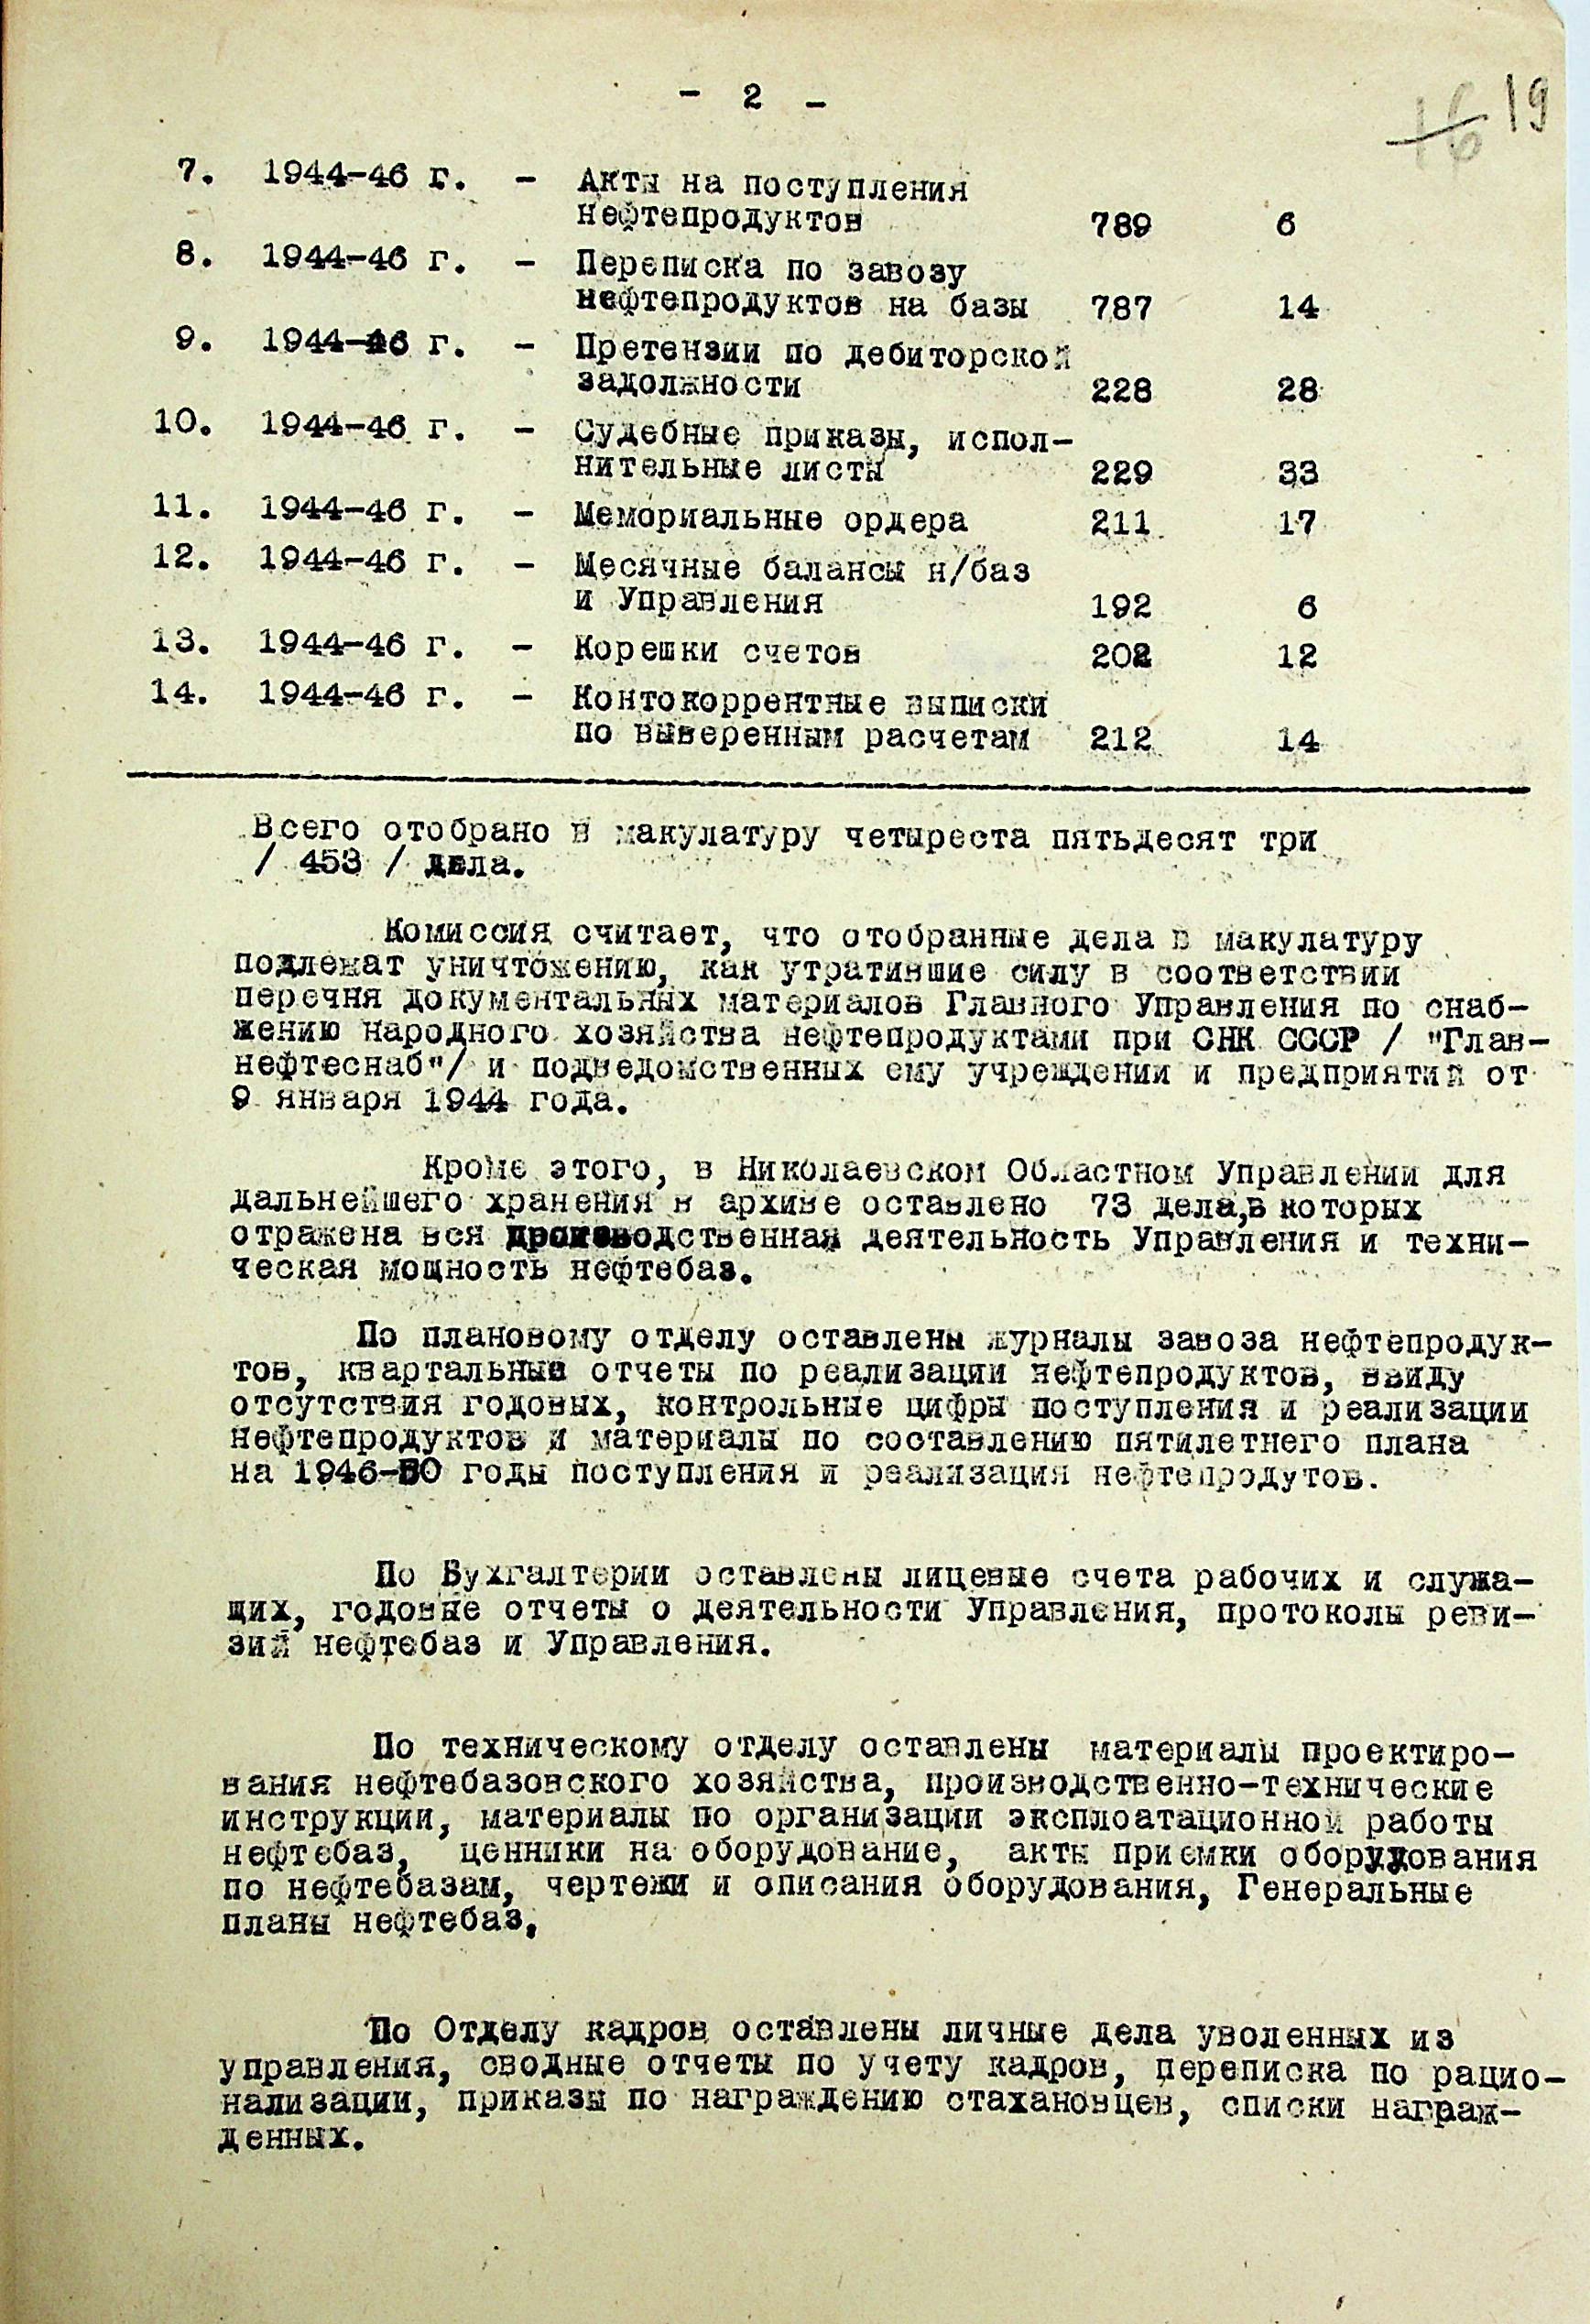 - 2 -
16 19
7. 1944-46 г. - Акты на поступления
нефтепродуктов 789 6
8. 1944-46 г. - Переписка по завозу
нефтепродуктов на базы 787 14
9. 1944-46 г. - Претензии по дебиторской
задолжности 228 28
10. 1944-46 г. - Судебные приказы, испол-
нительные листы 229 33
11. 1944-46 г. - Мемориальные ордера 211 17
12. 1944-46 г. - Месячные балансы н/баз
и Управления 192 6
13. 1944-46 г. - Корешки счетов 202 12
14. 1944-46 г. - Контокоррентные выписки
по выверенным расчетам 212 14
Всего отобрано в макулатуру четыреста пятьдесят три
/ 453 / дела.
Комиссия считает, что отобранные дела в макулатуру
подлежат уничтожению, как утратившие силу в соответствии
перечня документальных материалов Главного Управления по снаб-
жению народного хозяйства нефтепродуктами при СНК СССР / "Глав-
нефтеснаб"/ и подведомственных ему учреждении и предприятий от
9 января 1944 года.
Кроме этого, в Николаевском Областном Управлении для
дальнейшего хранения в архиве оставлено 73 дела,в которых
отражена вся производственная деятельность Управления и техни-
ческая мощность нефтебаз.
По плановому отделу оставлены журналы завоза нефтепродук-
тов, квартальные отчеты по реализации нефтепродуктов, ввиду
отсутствия годовых, контрольные цифры поступления и реализации
нефтепродуктов и материалы по составлению пятилетнего плана
на 1946-50 годы поступления и реализация нефтепродутов.
По Бухгалтерии оставлены лицевые счета рабочих и служа-
щих, годовые отчеты о деятельности Управления, протоколы реви-
зий нефтебаз и Управления.
По техническому отделу оставлены материалы проектиро-
вания нефтебазовского хозяйства, производственно-технические
инструкции, материалы по организации эксплоатационной работы
нефтебаз, ценники на оборудование, акты приемки оборудования
по нефтебазам, чертежи и описания оборудования, Генеральные
планы нефтебаз.
По Отделу кадров оставлены личные дела уволенных из
управления, сводные отчеты по учету кадров, переписка по рацио-
нализации, приказы по награждению стахановцев, списки награж-
денных.